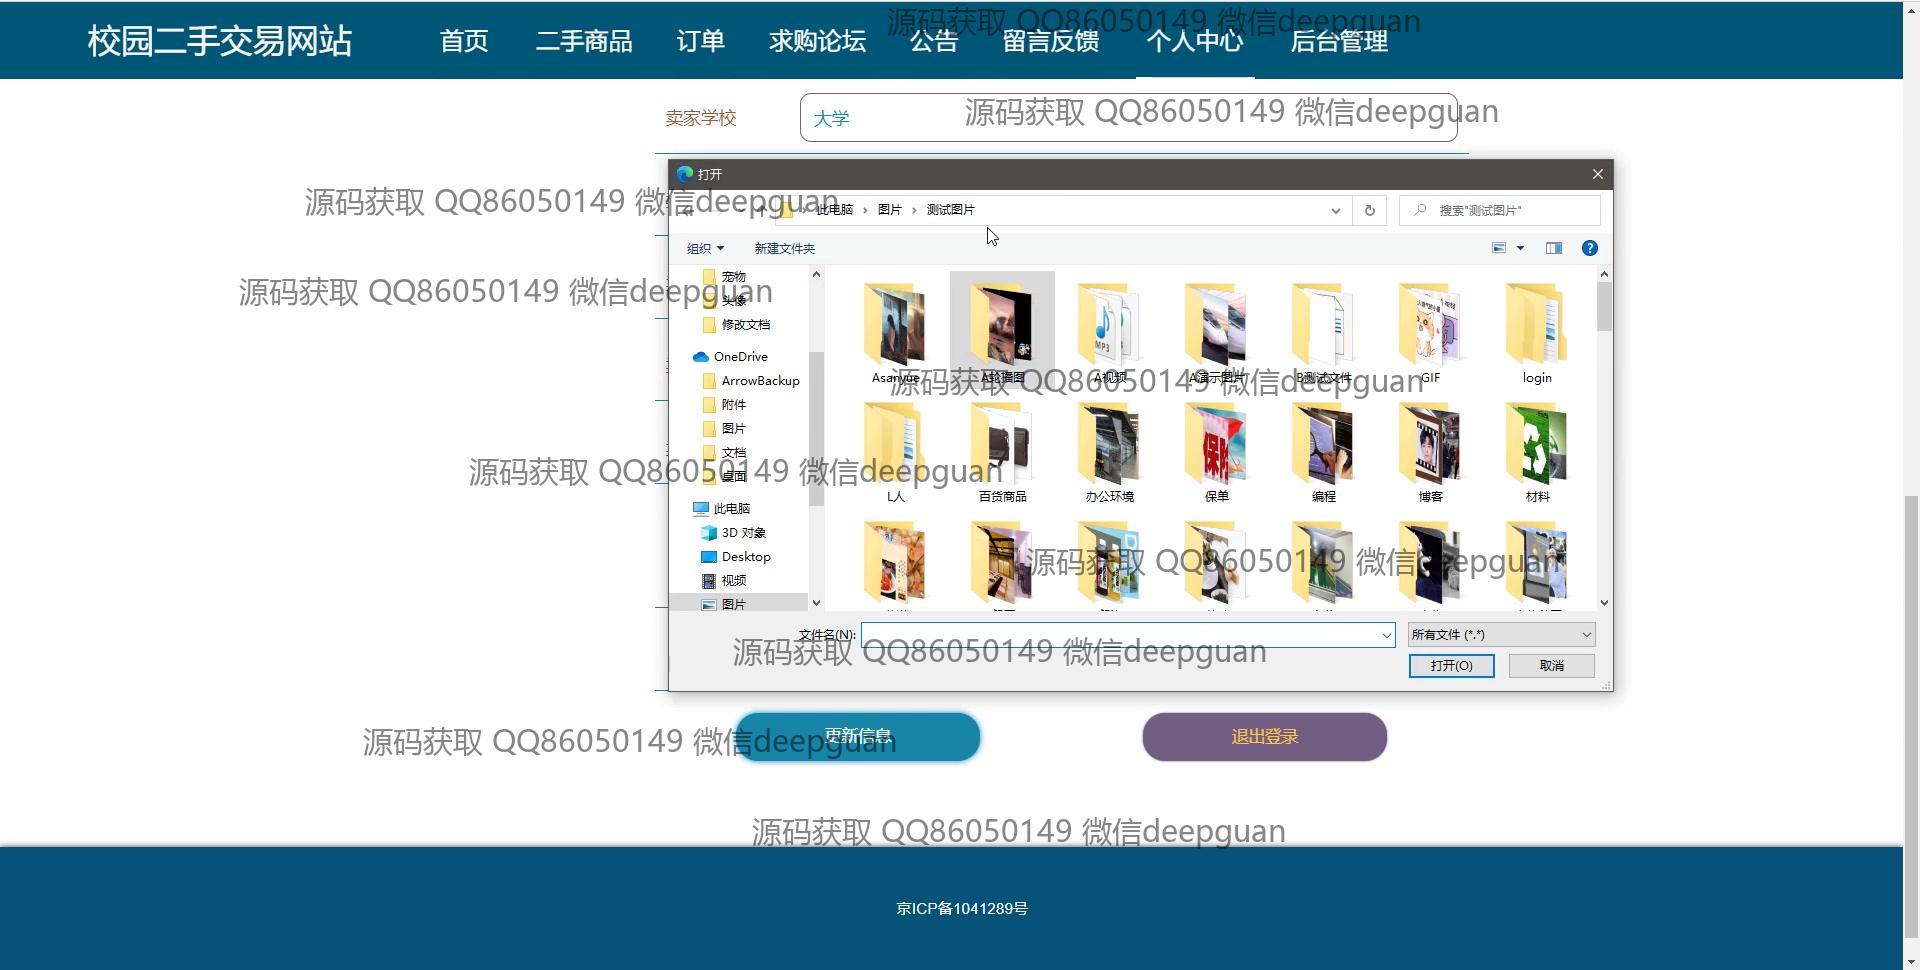 校园二手交易网站
首页
二手商品
订单
求购论坛
公告
留言反馈
个人中心
后台管理
源码获取 QQ86050149 微信deepguan
卖家学校
大学
源码获取 QQ86050149 微信deepguan
打开
源码获取 QQ86050149 微信deepguan
此电脑 › 图片 › 测试图片
搜索"测试图片"
组织
新建文件夹
宠物
头像
修改文档
OneDrive
ArrowBackup
附件
图片
文档
桌面
此电脑
3D 对象
Desktop
视频
图片
源码获取 QQ86050149 微信deepguan
MP3
Asanyue
A轮播图
A视频
A演示图片
B测试文件
GIF
login
源码获取 QQ86050149 微信deepguan
源码获取 QQ86050149 微信deepguan
L人
百货商品
办公环境
保单
编程
博客
材料
源码获取 QQ86050149 微信deepguan
文件名(N):
所有文件 (*.*)
源码获取 QQ86050149 微信deepguan
打开(O)
取消
更新信息
退出登录
源码获取 QQ86050149 微信deepguan
源码获取 QQ86050149 微信deepguan
京ICP备1041289号